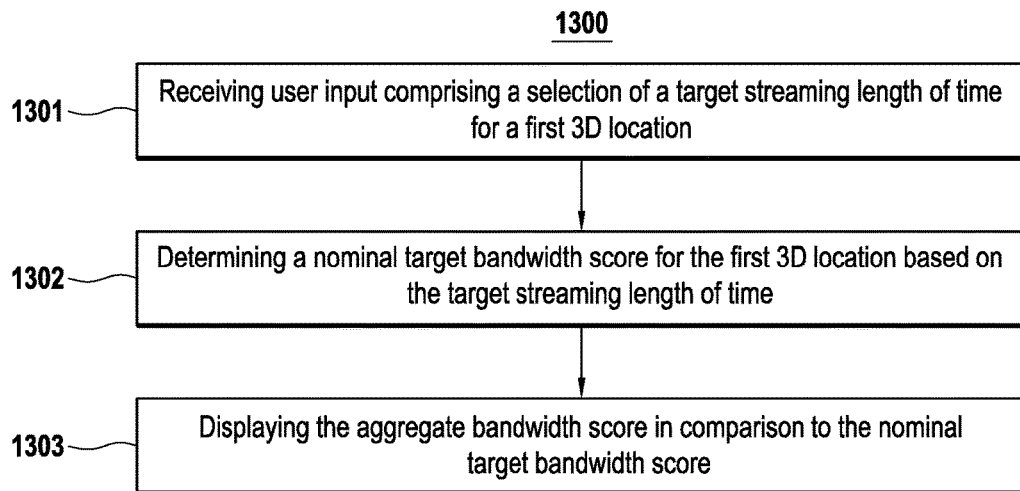 1300
1301
Receiving user input comprising a selection of a target streaming length of time
for a first 3D location
1302
Determining a nominal target bandwidth score for the first 3D location based on
the target streaming length of time
1303
Displaying the aggregate bandwidth score in comparison to the nominal
target bandwidth score